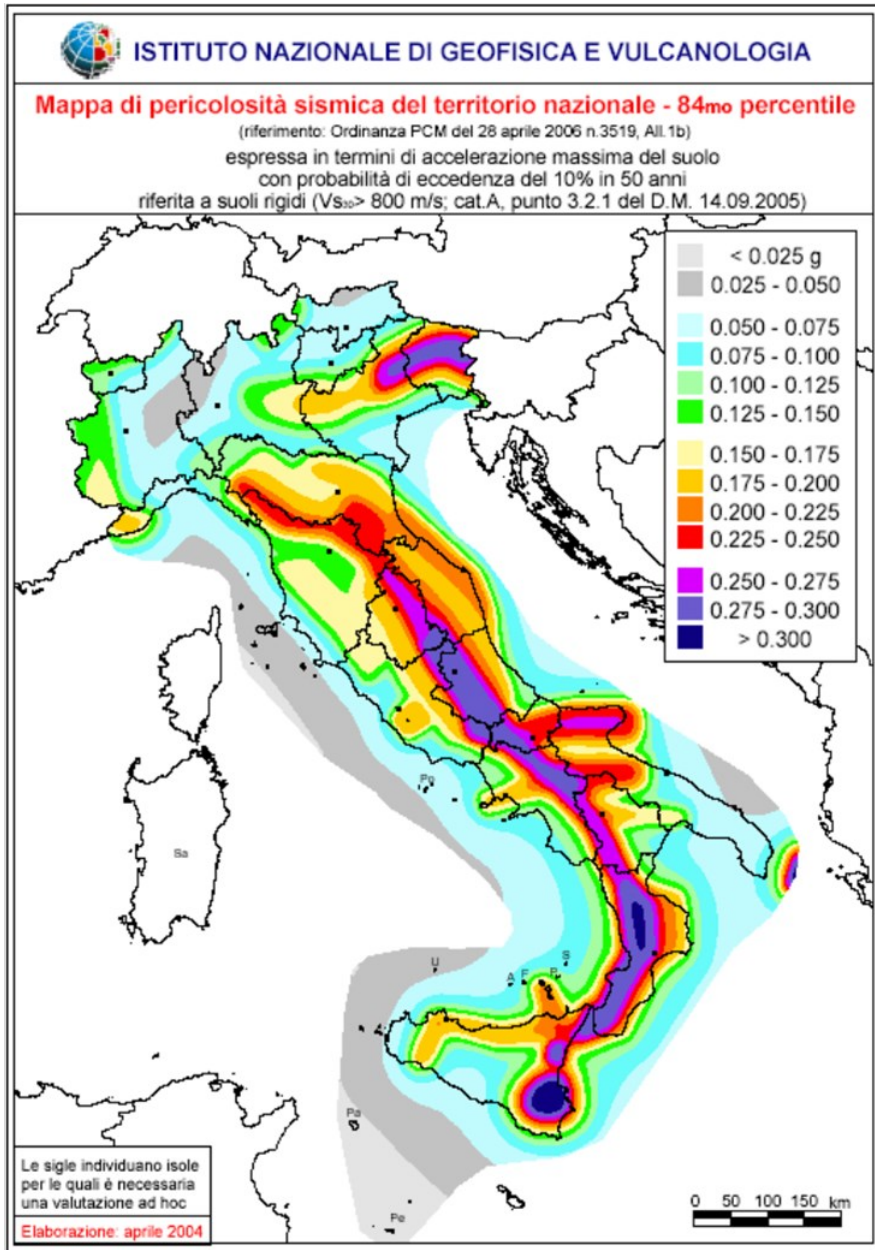 ISTITUTO NAZIONALE DI GEOFISICA E VULCANOLOGIA
Mappa di pericolosità sismica del territorio nazionale - 84mo percentile
(riferimento: Ordinanza PCM del 28 aprile 2006 n.3519, All.1b)
espressa in termini di accelerazione massima del suolo
con probabilità di eccedenza del 10% in 50 anni
riferita a suoli rigidi (Vs30> 800 m/s; cat.A, punto 3.2.1 del D.M. 14.09.2005)
< 0.025 g
0.025 - 0.050
0.050 - 0.075
0.075 - 0.100
0.100 - 0.125
0.125 - 0.150
0.150 - 0.175
0.175 - 0.200
0.200 - 0.225
0.225 - 0.250
0.250 - 0.275
0.275 - 0.300
> 0.300
Sa
U
A
F
S
Pa
Pe
Le sigle individuano isole
per le quali è necessaria
una valutazione ad hoc
Elaborazione: aprile 2004
0 50 100 150 km